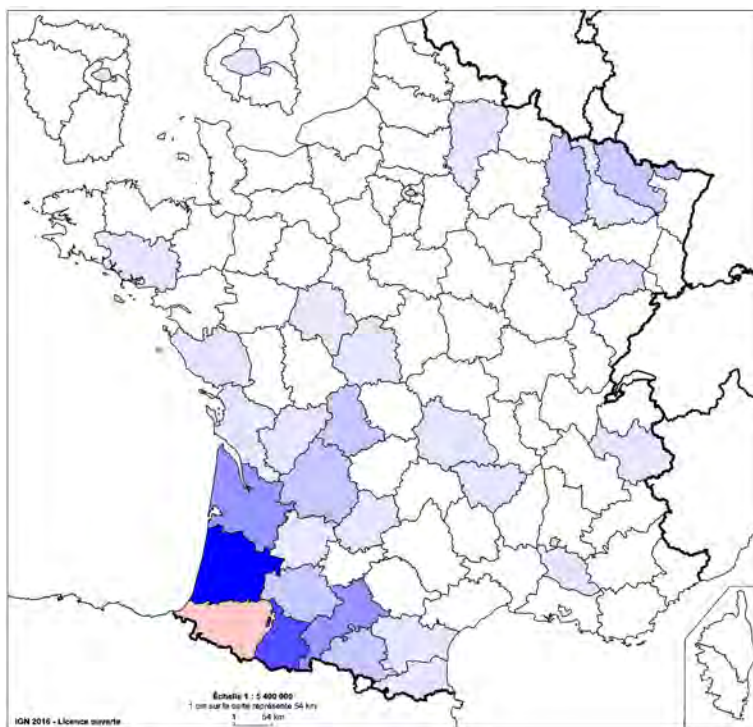 Échelle 1 : 5 400 000
1 cm sur la carte représente 54 km
1 54 km
IGN 2016 - Licence ouverte